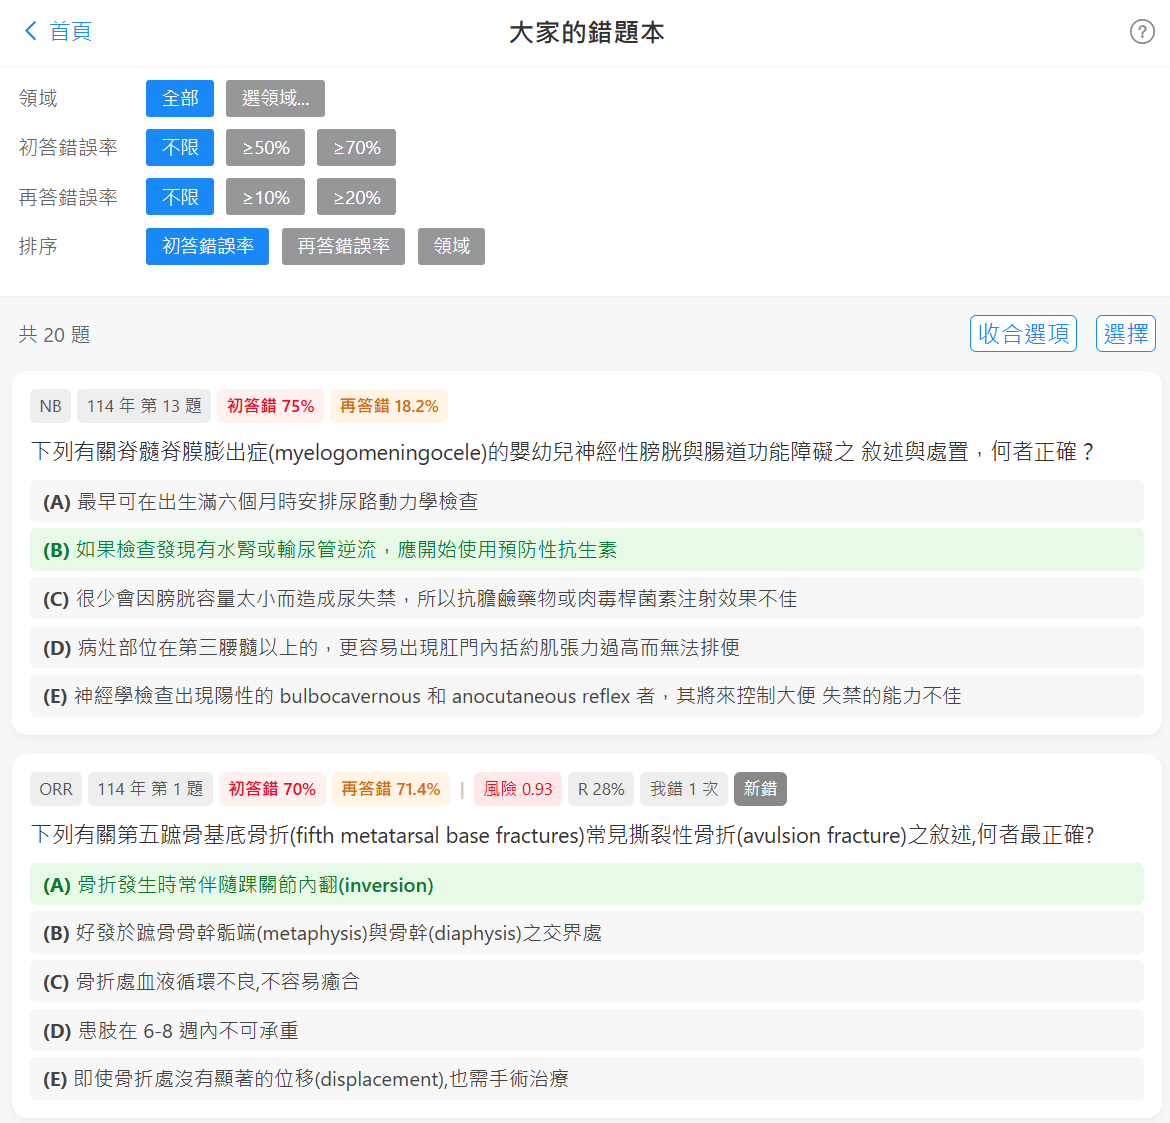 首頁
大家的錯題本
?
領域 全部 選領域...
初答錯誤率 不限 ≥50% ≥70%
再答錯誤率 不限 ≥10% ≥20%
排序 初答錯誤率 再答錯誤率 領域
共 20 題 收合選項 選擇
NB 114 年 第 13 題 初答錯 75% 再答錯 18.2%
下列有關脊髓脊膜膨出症(myelogomeningocele)的嬰幼兒神經性膀胱與腸道功能障礙之 敘述與處置，何者正確？
(A) 最早可在出生滿六個月時安排尿路動力學檢查
(B) 如果檢查發現有水腎或輸尿管逆流，應開始使用預防性抗生素
(C) 很少會因膀胱容量太小而造成尿失禁，所以抗膽鹼藥物或肉毒桿菌素注射效果不佳
(D) 病灶部位在第三腰髓以上的，更容易出現肛門內括約肌張力過高而無法排便
(E) 神經學檢查出現陽性的 bulbocavernous 和 anocutaneous reflex 者，其將來控制大便 失禁的能力不佳
ORR 114 年 第 1 題 初答錯 70% 再答錯 71.4% | 風險 0.93 R 28% 我錯 1 次 新錯
下列有關第五蹠骨基底骨折(fifth metatarsal base fractures)常見撕裂性骨折(avulsion fracture)之敘述,何者最正確?
(A) 骨折發生時常伴隨踝關節內翻(inversion)
(B) 好發於蹠骨骨幹骺端(metaphysis)與骨幹(diaphysis)之交界處
(C) 骨折處血液循環不良,不容易癒合
(D) 患肢在 6-8 週內不可承重
(E) 即使骨折處沒有顯著的位移(displacement),也需手術治療